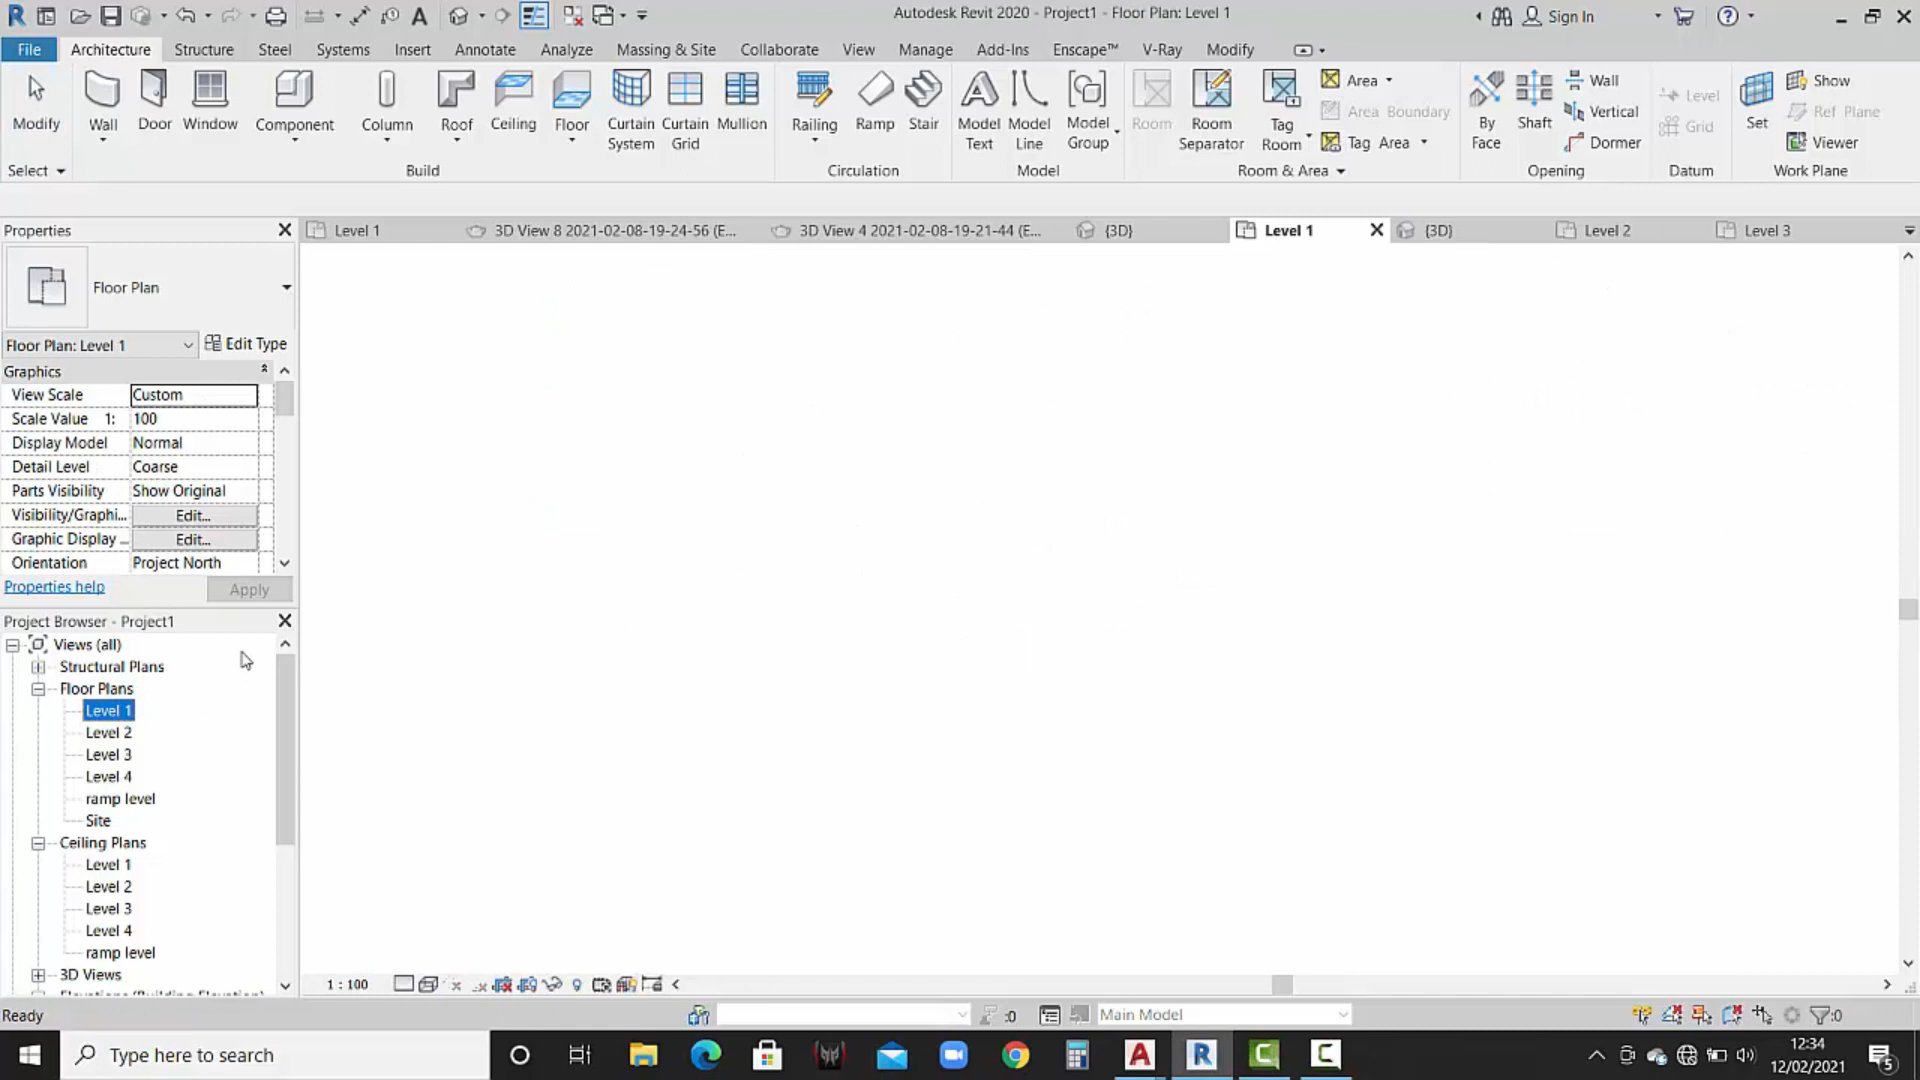 Autodesk Revit 2020 - Project1 - Floor Plan: Level 1
Sign In
File Architecture Structure Steel Systems Insert Annotate Analyze Massing & Site Collaborate View Manage Add-Ins Enscape™ V-Ray Modify
Modify
Wall
Door
Window
Component
Column
Roof
Ceiling
Floor
Curtain System
Curtain Grid
Mullion
Railing
Ramp
Stair
Model Text
Model Line
Model Group
Room
Room Separator
Tag Room
Area
Area Boundary
Tag Area
By Face
Shaft
Wall
Vertical
Dormer
Level
Grid
Set
Show
Ref Plane
Viewer
Select Build Circulation Model Room & Area Opening Datum Work Plane
Properties
Level 1
3D View 8 2021-02-08-19-24-56 (E...
3D View 4 2021-02-08-19-21-44 (E...
{3D}
Level 1
{3D}
Level 2
Level 3
Floor Plan
Floor Plan: Level 1
Edit Type
Graphics
View Scale Custom
Scale Value 1: 100
Display Model Normal
Detail Level Coarse
Parts Visibility Show Original
Visibility/Graphi... Edit...
Graphic Display ... Edit...
Orientation Project North
Properties help
Apply
Project Browser - Project1
Views (all)
Structural Plans
Floor Plans
Level 1
Level 2
Level 3
Level 4
ramp level
Site
Ceiling Plans
Level 1
Level 2
Level 3
Level 4
ramp level
3D Views
Elevations (Building Elevation)
1 : 100
Ready
:0
Main Model
:0
Type here to search
12:34
12/02/2021
5